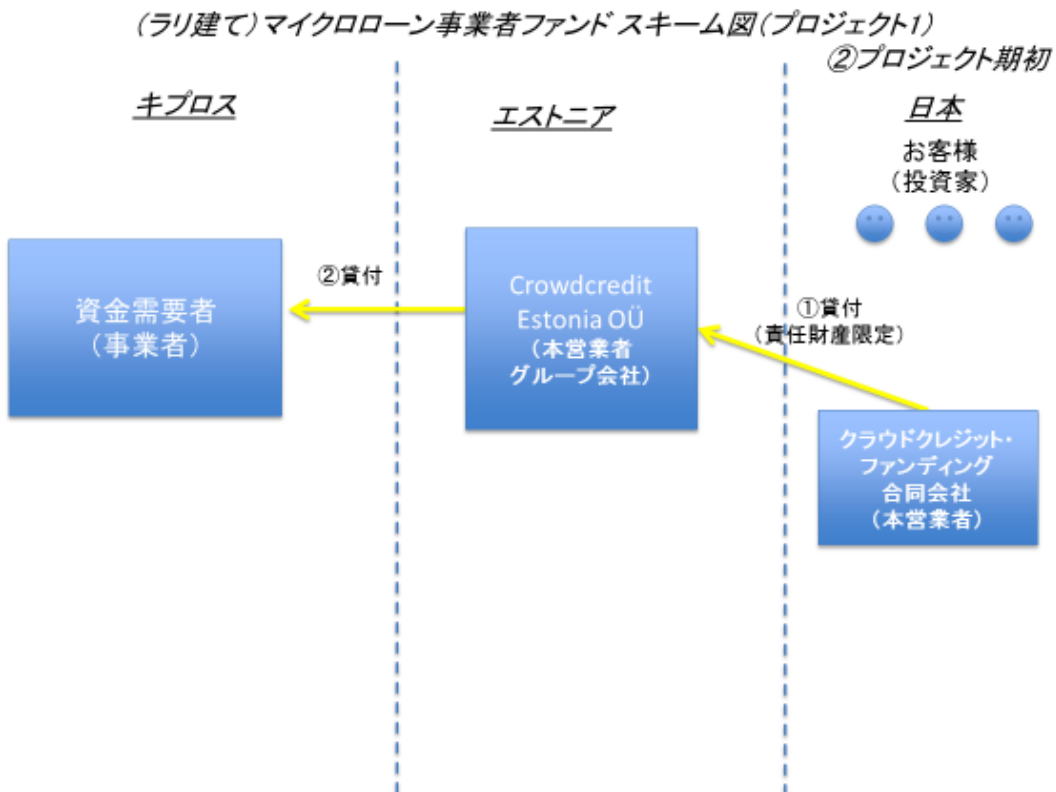 (ラリ建て)マイクロローン事業者ファンド スキーム図(プロジェクト1)
②プロジェクト期初
キプロス
エストニア
日本
お客様
(投資家)
資金需要者
(事業者)
②貸付
Crowdcredit
Estonia OÜ
(本営業者
グループ会社)
①貸付
(責任財産限定)
クラウドクレジット・
ファンディング
合同会社
(本営業者)